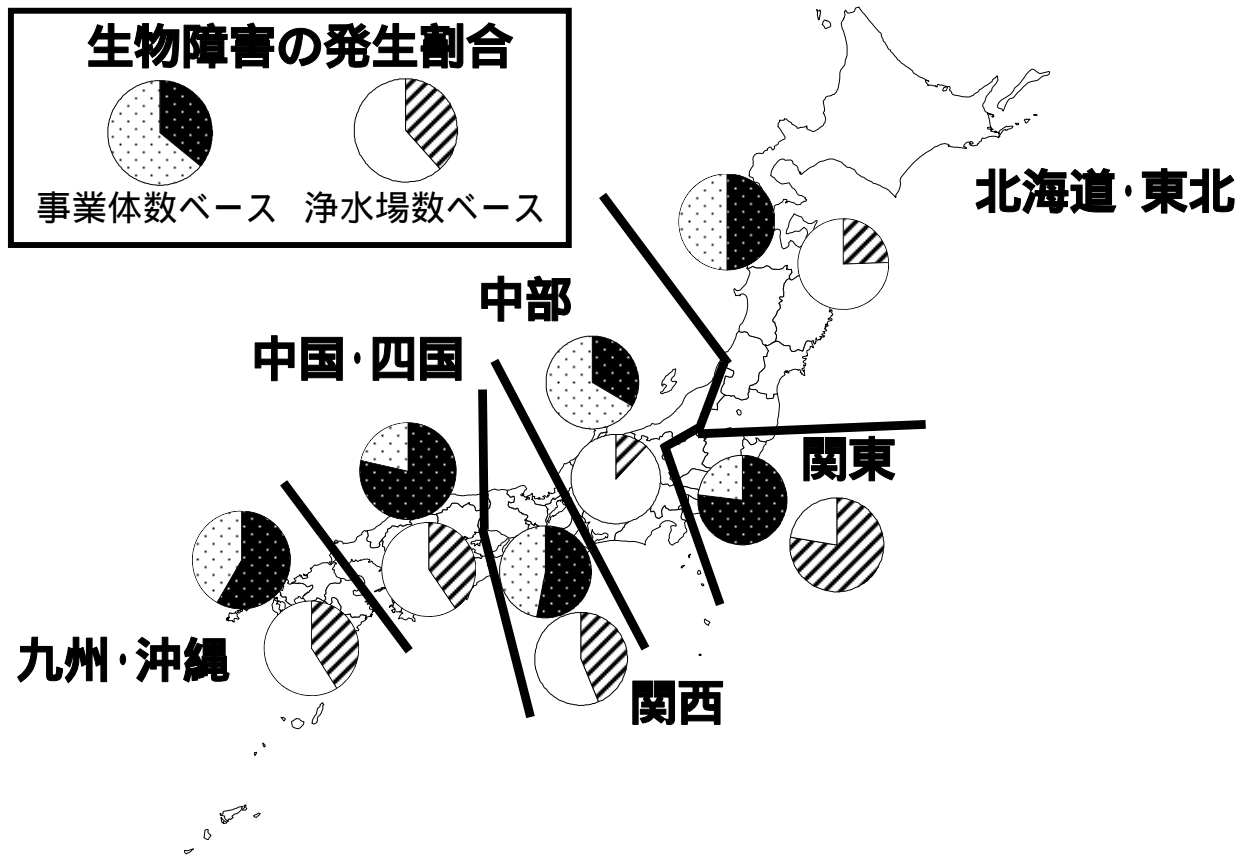 生物障害の発生割合
事業体数ベース 浄水場数ベース
北海道・東北
中部
中国・四国
関東
九州・沖縄
関西